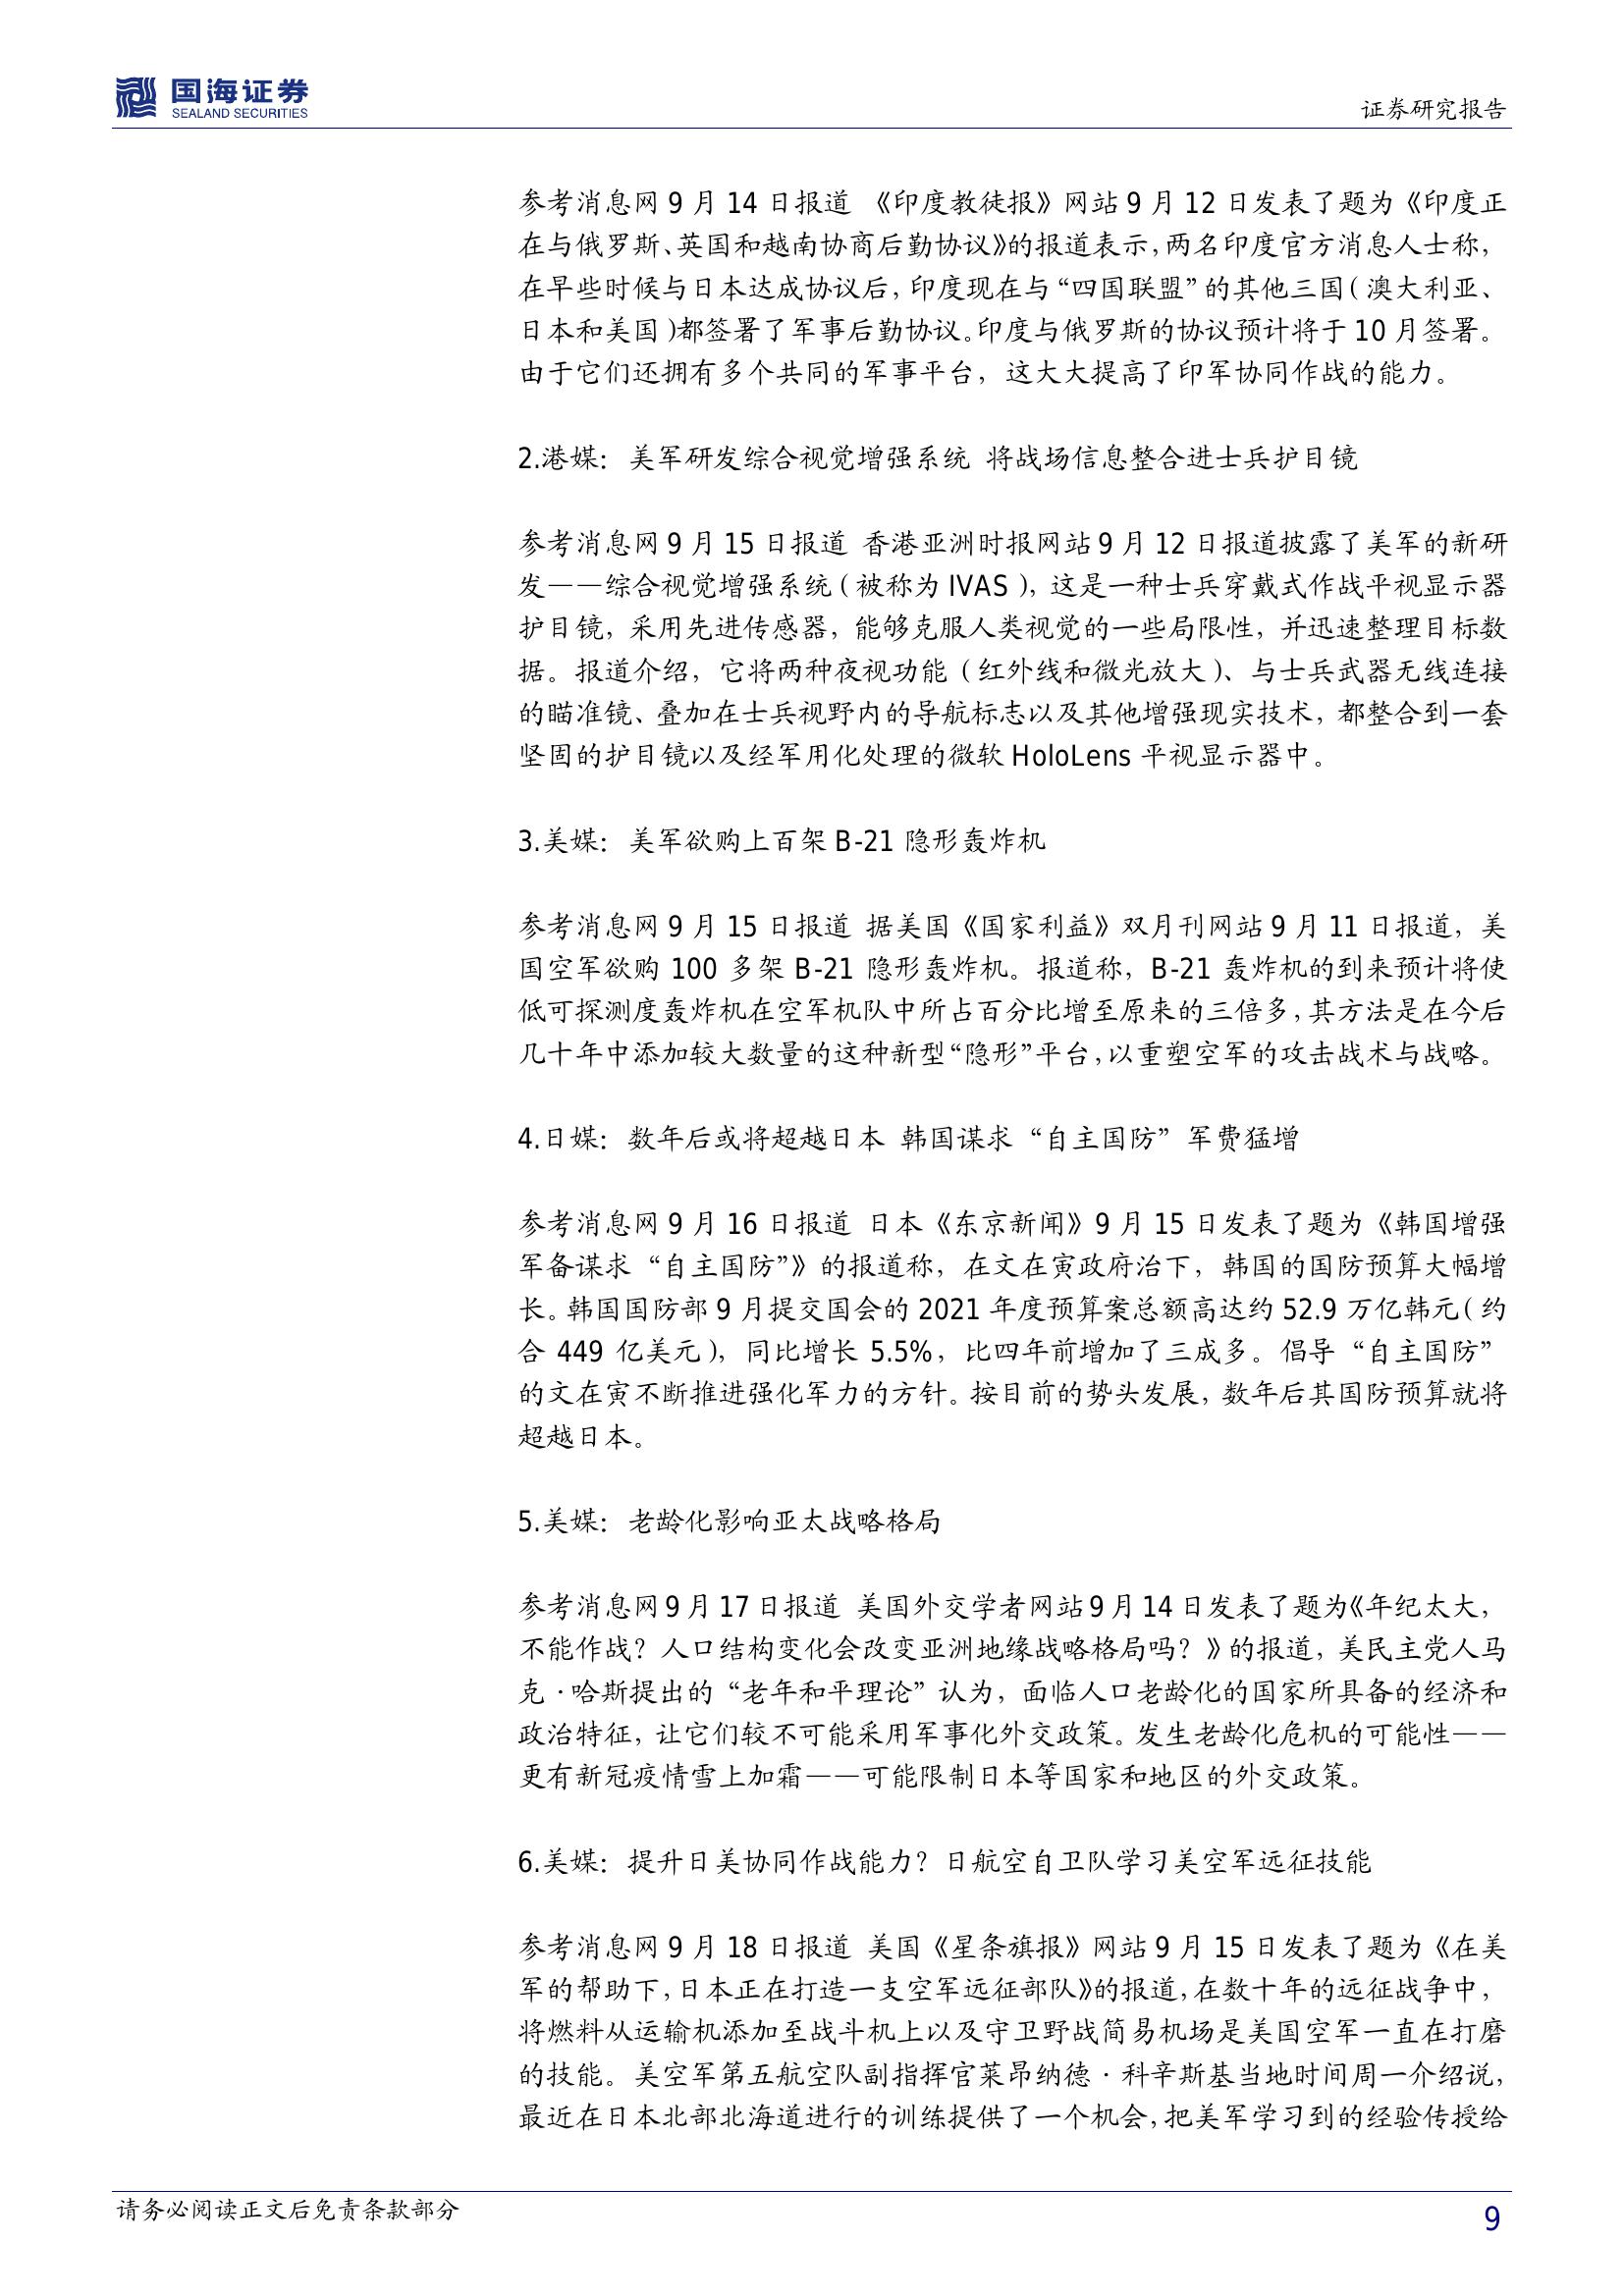 国海证券
SEALAND SECURITIES
证券研究报告
参考消息网 9 月 14 日报道 《印度教徒报》网站 9 月 12 日发表了题为《印度正
在与俄罗斯、英国和越南协商后勤协议》的报道表示，两名印度官方消息人士称，
在早些时候与日本达成协议后，印度现在与“四国联盟”的其他三国（澳大利亚、
日本和美国）都签署了军事后勤协议。印度与俄罗斯的协议预计将于 10 月签署。
由于它们还拥有多个共同的军事平台，这大大提高了印军协同作战的能力。
2.港媒：美军研发综合视觉增强系统 将战场信息整合进士兵护目镜
参考消息网 9 月 15 日报道 香港亚洲时报网站 9 月 12 日报道披露了美军的新研
发——综合视觉增强系统（被称为 IVAS），这是一种士兵穿戴式作战平视显示器
护目镜，采用先进传感器，能够克服人类视觉的一些局限性，并迅速整理目标数
据。报道介绍，它将两种夜视功能（红外线和微光放大）、与士兵武器无线连接
的瞄准镜、叠加在士兵视野内的导航标志以及其他增强现实技术，都整合到一套
坚固的护目镜以及经军用化处理的微软 HoloLens 平视显示器中。
3.美媒：美军欲购上百架 B-21 隐形轰炸机
参考消息网 9 月 15 日报道 据美国《国家利益》双月刊网站 9 月 11 日报道，美
国空军欲购 100 多架 B-21 隐形轰炸机。报道称，B-21 轰炸机的到来预计将使
低可探测度轰炸机在空军机队中所占百分比增至原来的三倍多，其方法是在今后
几十年中添加较大数量的这种新型“隐形”平台，以重塑空军的攻击战术与战略。
4.日媒：数年后或将超越日本 韩国谋求“自主国防”军费猛增
参考消息网 9 月 16 日报道 日本《东京新闻》9 月 15 日发表了题为《韩国增强
军备谋求“自主国防”》的报道称，在文在寅政府治下，韩国的国防预算大幅增
长。韩国国防部 9 月提交国会的 2021 年度预算案总额高达约 52.9 万亿韩元（约
合 449 亿美元），同比增长 5.5%，比四年前增加了三成多。倡导“自主国防”
的文在寅不断推进强化军力的方针。按目前的势头发展，数年后其国防预算就将
超越日本。
5.美媒：老龄化影响亚太战略格局
参考消息网 9 月 17 日报道 美国外交学者网站 9 月 14 日发表了题为《年纪太大，
不能作战？人口结构变化会改变亚洲地缘战略格局吗？》的报道，美民主党人马
克·哈斯提出的“老年和平理论”认为，面临人口老龄化的国家所具备的经济和
政治特征，让它们较不可能采用军事化外交政策。发生老龄化危机的可能性——
更有新冠疫情雪上加霜——可能限制日本等国家和地区的外交政策。
6.美媒：提升日美协同作战能力？日航空自卫队学习美空军远征技能
参考消息网 9 月 18 日报道 美国《星条旗报》网站 9 月 15 日发表了题为《在美
军的帮助下，日本正在打造一支空军远征部队》的报道，在数十年的远征战争中，
将燃料从运输机添加至战斗机上以及守卫野战简易机场是美国空军一直在打磨
的技能。美空军第五航空队副指挥官莱昂纳德·科辛斯基当地时间周一介绍说，
最近在日本北部北海道进行的训练提供了一个机会，把美军学习到的经验传授给
请务必阅读正文后免责条款部分
9